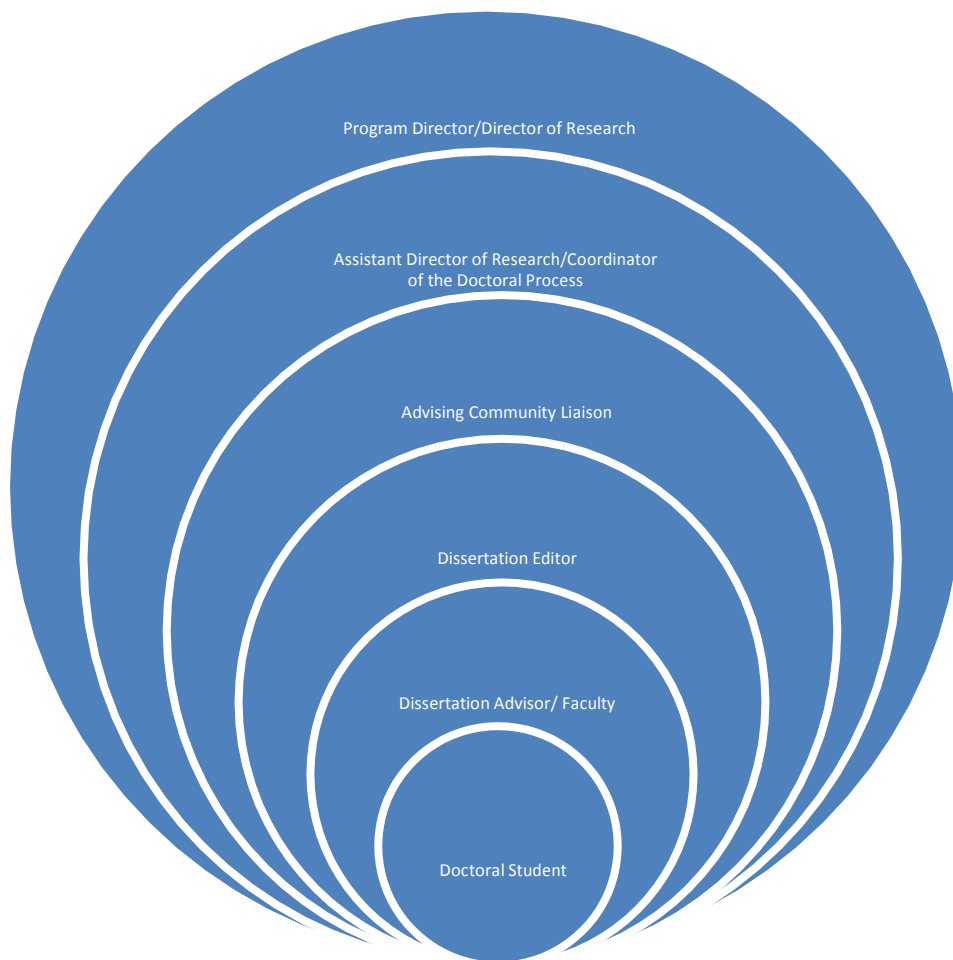 Program Director/Director of Research
Assistant Director of Research/Coordinator
of the Doctoral Process
Advising Community Liaison
Dissertation Editor
Dissertation Advisor/ Faculty
Doctoral Student